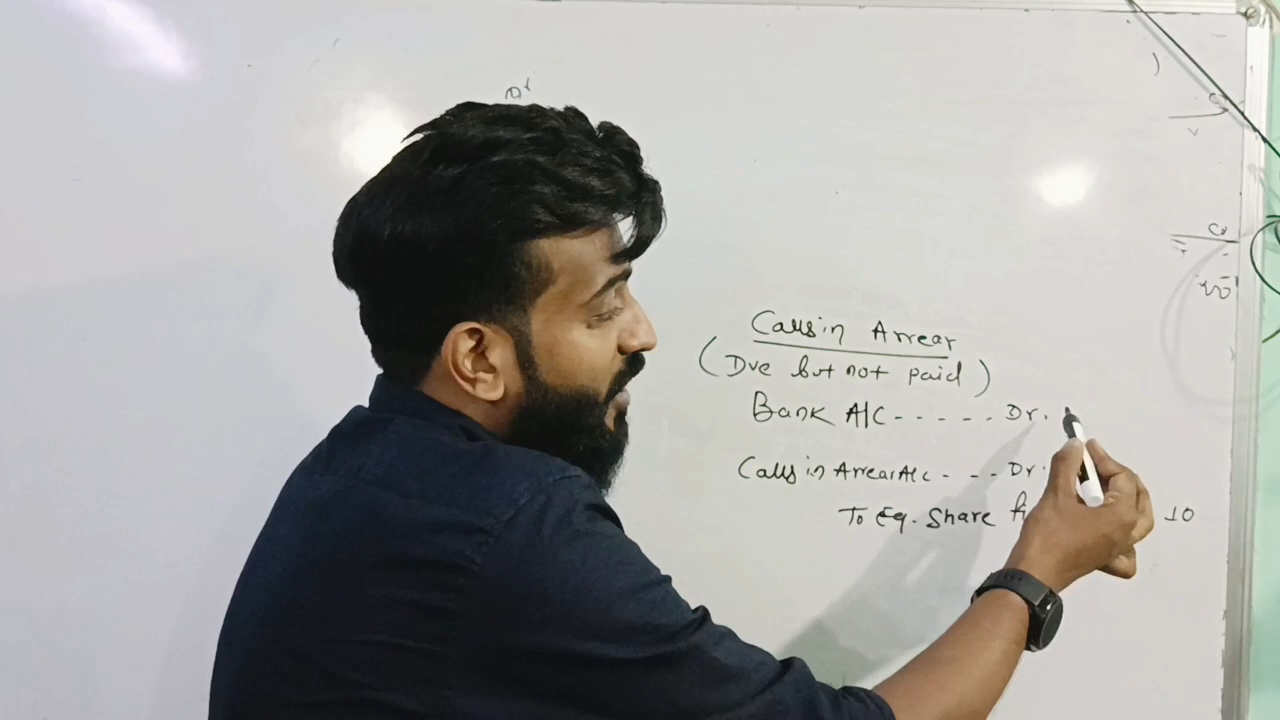 Calls in Arrear
(Due but not paid)
Bank A/C ------ Dr.
Calls in Arrear A/c - -- Dr.
To Eq. Share 10